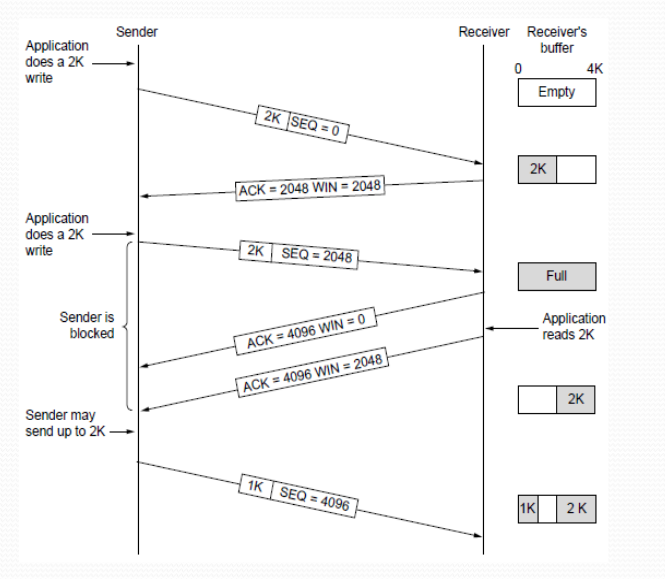 Sender
Receiver
Receiver's
buffer
Application
does a 2K
write
0 4K
Empty
2K SEQ = 0
2K
ACK = 2048 WIN = 2048
Application
does a 2K
write
2K SEQ = 2048
Full
Sender is
blocked
Application
reads 2K
ACK = 4096 WIN = 0
ACK = 4096 WIN = 2048
2K
Sender may
send up to 2K
1K SEQ = 4096
1K 2 K